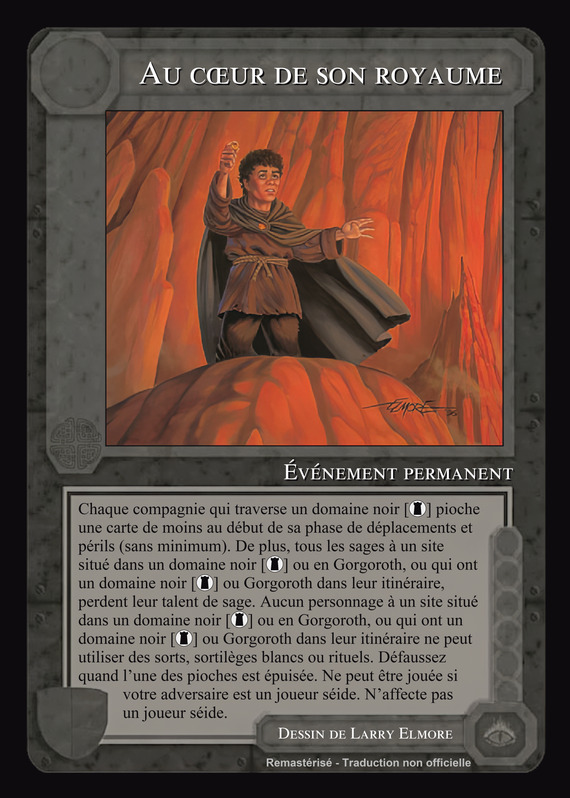 Au cœur de son royaume
ELMORE
Événement permanent
Chaque compagnie qui traverse un domaine noir [] pioche
une carte de moins au début de sa phase de déplacements et
périls (sans minimum). De plus, tous les sages à un site
situé dans un domaine noir [] ou en Gorgoroth, ou qui ont
un domaine noir [] ou Gorgoroth dans leur itinéraire,
perdent leur talent de sage. Aucun personnage à un site situé
dans un domaine noir [] ou en Gorgoroth, ou qui ont un
domaine noir [] ou Gorgoroth dans leur itinéraire ne peut
utiliser des sorts, sortilèges blancs ou rituels. Défaussez
quand l’une des pioches est épuisée. Ne peut être jouée si
votre adversaire est un joueur séide. N’affecte pas
un joueur séide.
Dessin de Larry Elmore
Remastérisé - Traduction non officielle